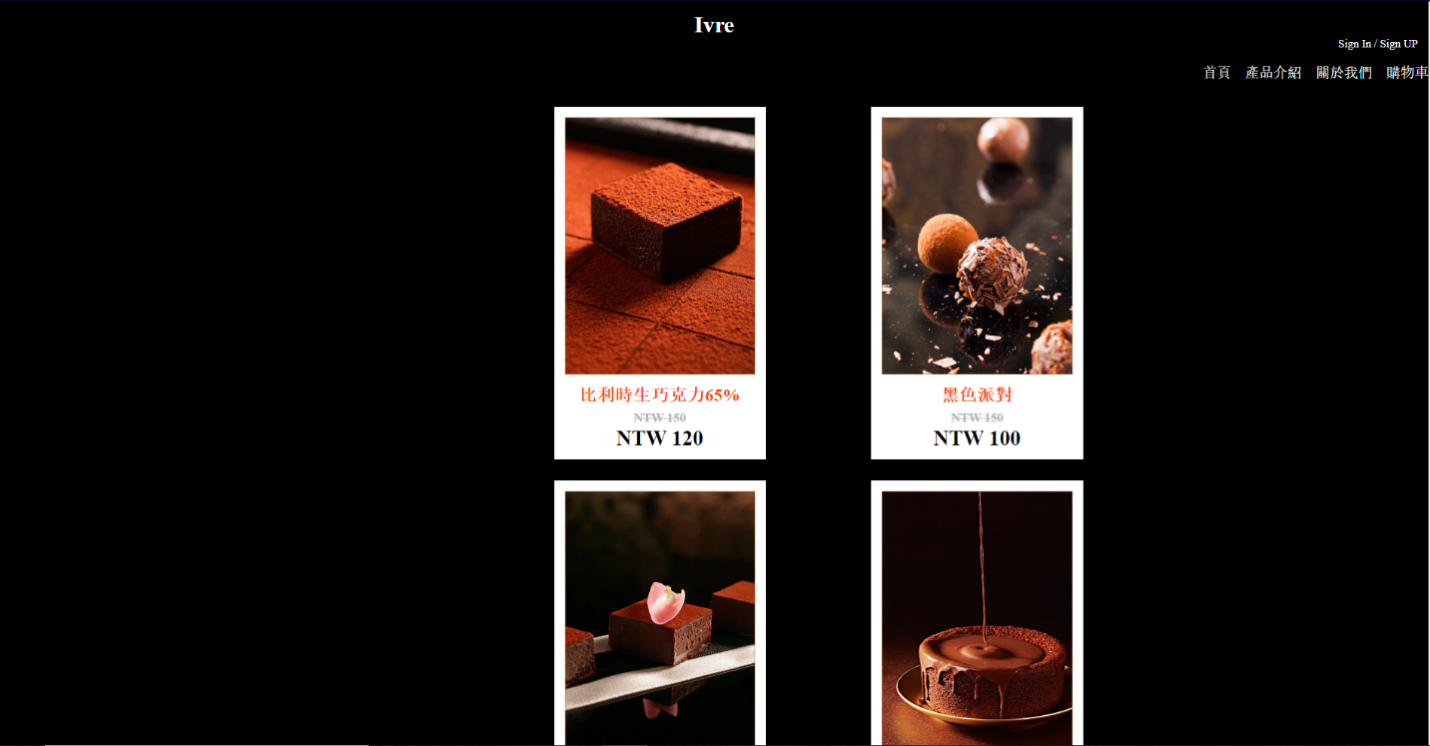 Ivre
Sign In / Sign UP
首頁 產品介紹 關於我們 購物車
比利時生巧克力65%
NTW 150
NTW 120
黑色派對
NTW 150
NTW 100